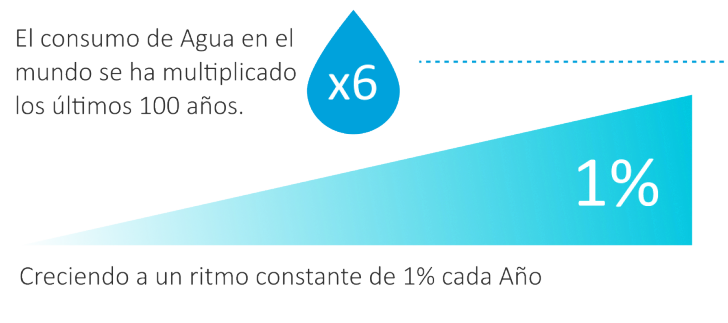 El consumo de Agua en el
mundo se ha multiplicado
los últimos 100 años.
x6
1%
Creciendo a un ritmo constante de 1% cada Año